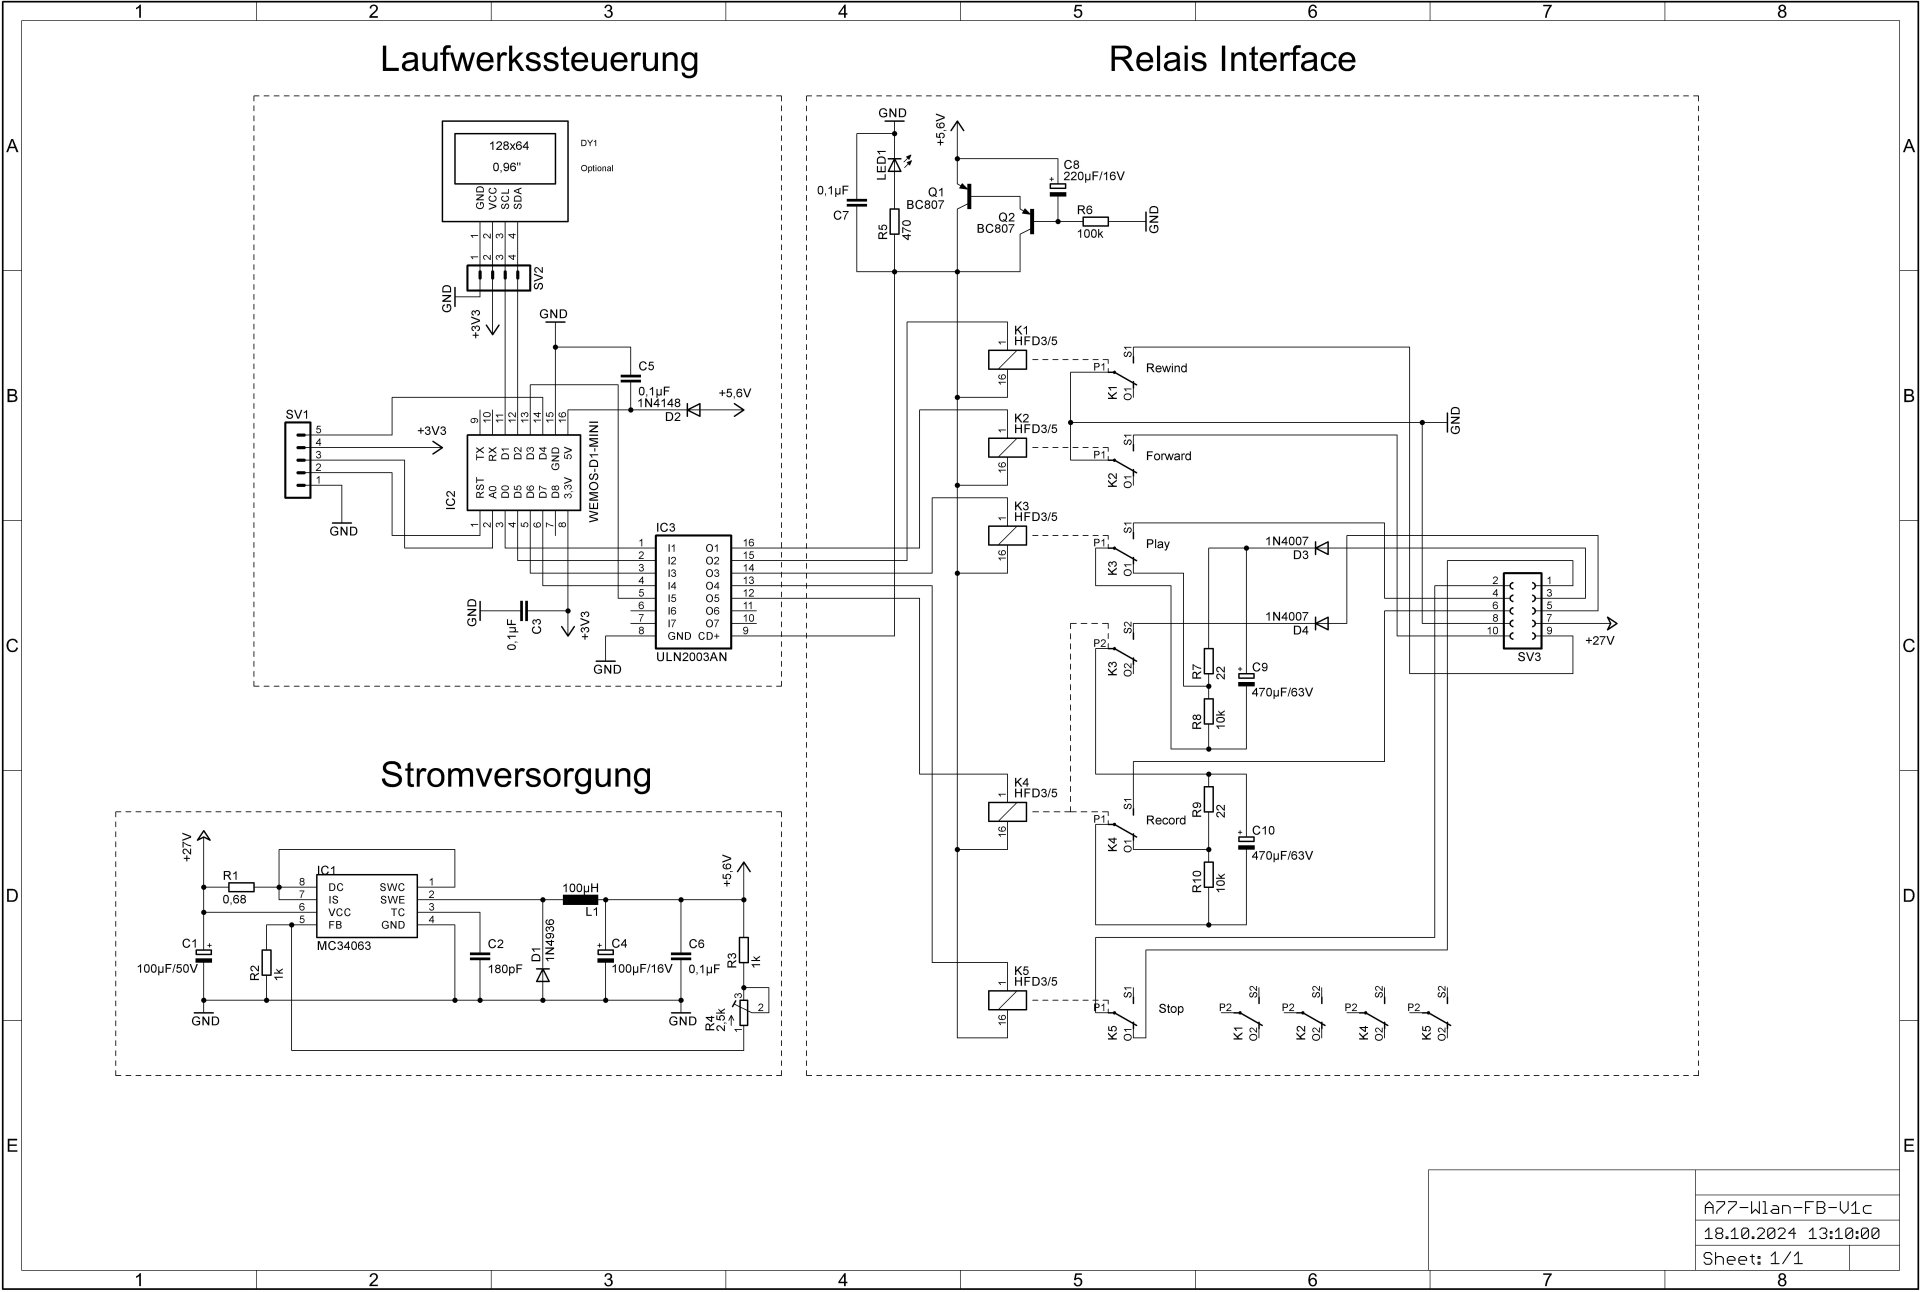 1 2 3 4 5 6 7 8
A
B
C
D
E
Laufwerkssteuerung
128x64
0,96"
GND VCC SCL SDA
DY1
Optional
1 2 3 4
1 2 3 4
SV2
GND
+3V3
GND
C5
0,1µF
1N4148
D2
+5,6V
SV1
5
4
3
2
1
+3V3
GND
9 10 11 12 13 14 15 16
TX RX D1 D2 D3 D4 GND 5V
RST A0 D0 D5 D6 D7 D8 3,3V
1 2 3 4 5 6 7 8
IC2
WEMOS-D1-MINI
GND
0,1µF
C3
+3V3
IC3
1 I1 O1 16
2 I2 O2 15
3 I3 O3 14
4 I4 O4 13
5 I5 O5 12
6 I6 O6 11
7 I7 O7 10
8 GND CD+ 9
ULN2003AN
GND
Stromversorgung
+27V
R1
0,68
IC1
8 DC SWC 1
7 IS SWE 2
6 VCC TC 3
5 FB GND 4
MC34063
C1
+
100µF/50V
R2
1k
GND
C2
180pF
D1
1N4936
100µH
L1
+
C4
100µF/16V
C6
0,1µF
GND
+5,6V
R3
1k
R4
2,5k
3
2
1
Relais Interface
GND
LED1
0,1µF
C7
R5
470
+5,6V
Q1
BC807
Q2
BC807
C8
+
220µF/16V
R6
100k
GND
K1
HFD3/5
1
16
P1 S1
K1 O1
Rewind
K2
HFD3/5
1
16
P1 S1
K2 O1
Forward
GND
K3
HFD3/5
1
16
P1 S1
K3 O1
Play
P2 S2
K3 O2
1N4007
D3
1N4007
D4
R7
22
R8
10k
+
C9
470µF/63V
2 1
4 3
6 5
8 7
10 9
SV3
+27V
K4
HFD3/5
1
16
P1 S1
K4 O1
Record
R9
22
R10
10k
+
C10
470µF/63V
K5
HFD3/5
1
16
P1 S1
K5 O1
Stop
P2 S2
K1 O2
P2 S2
K2 O2
P2 S2
K4 O2
P2 S2
K5 O2
A
B
C
D
E
A77-Wlan-FB-V1c
18.10.2024 13:10:00
Sheet: 1/1
1 2 3 4 5 6 7 8